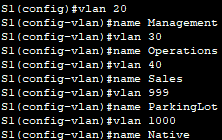 S1(config)#vlan 20
S1(config-vlan)#name Management
S1(config-vlan)#vlan 30
S1(config-vlan)#name Operations
S1(config-vlan)#vlan 40
S1(config-vlan)#name Sales
S1(config-vlan)#vlan 999
S1(config-vlan)#name ParkingLot
S1(config-vlan)#vlan 1000
S1(config-vlan)#name Native